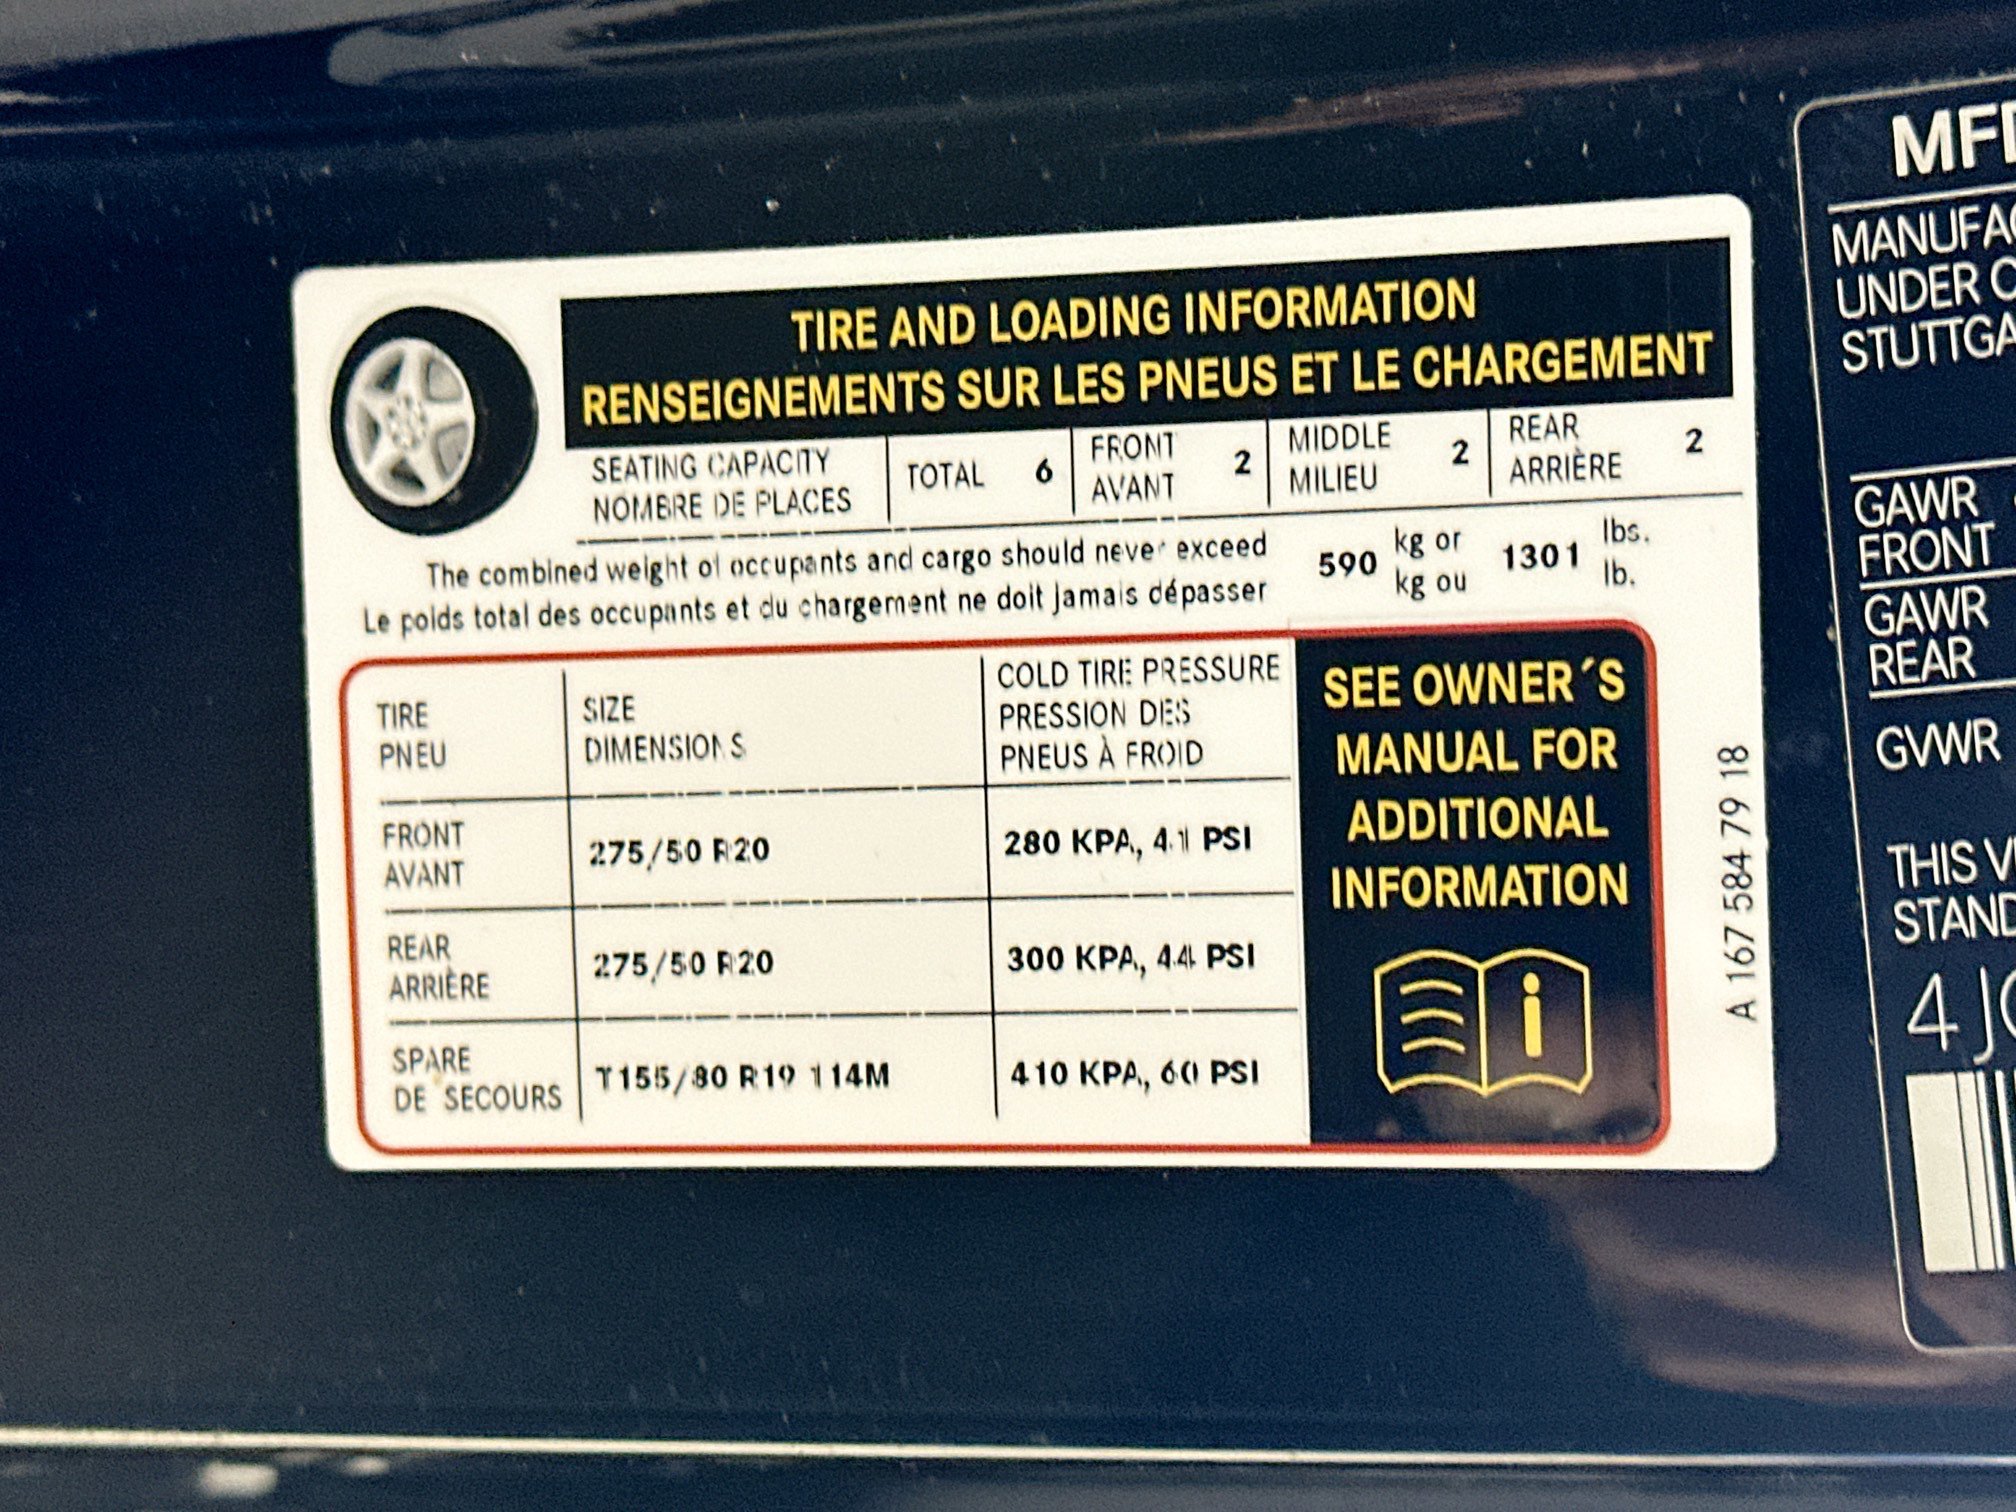 TIRE AND LOADING INFORMATION
RENSEIGNEMENTS SUR LES PNEUS ET LE CHARGEMENT
SEATING CAPACITY
NOMBRE DE PLACES
TOTAL 6
FRONT
AVANT
2
MIDDLE
MILIEU
2
REAR
ARRIÈRE
2
The combined weight of occupants and cargo should never exceed
Le poids total des occupants et du chargement ne doit jamais dépasser
590
kg or
kg ou
1301
lbs.
lb.
TIRE
PNEU
SIZE
DIMENSIONS
COLD TIRE PRESSURE
PRESSION DES
PNEUS À FROID
FRONT
AVANT
275/50 R20
280 KPA, 41 PSI
REAR
ARRIÈRE
275/50 R20
300 KPA, 44 PSI
SPARE
DE SECOURS
T155/80 R19 114M
410 KPA, 60 PSI
SEE OWNER´S
MANUAL FOR
ADDITIONAL
INFORMATION
A 167 584 79 18
MANUFAC
UNDER
STUTTGA
GAWR
FRONT
GAWR
REAR
GVWR
THIS
STAND
4J